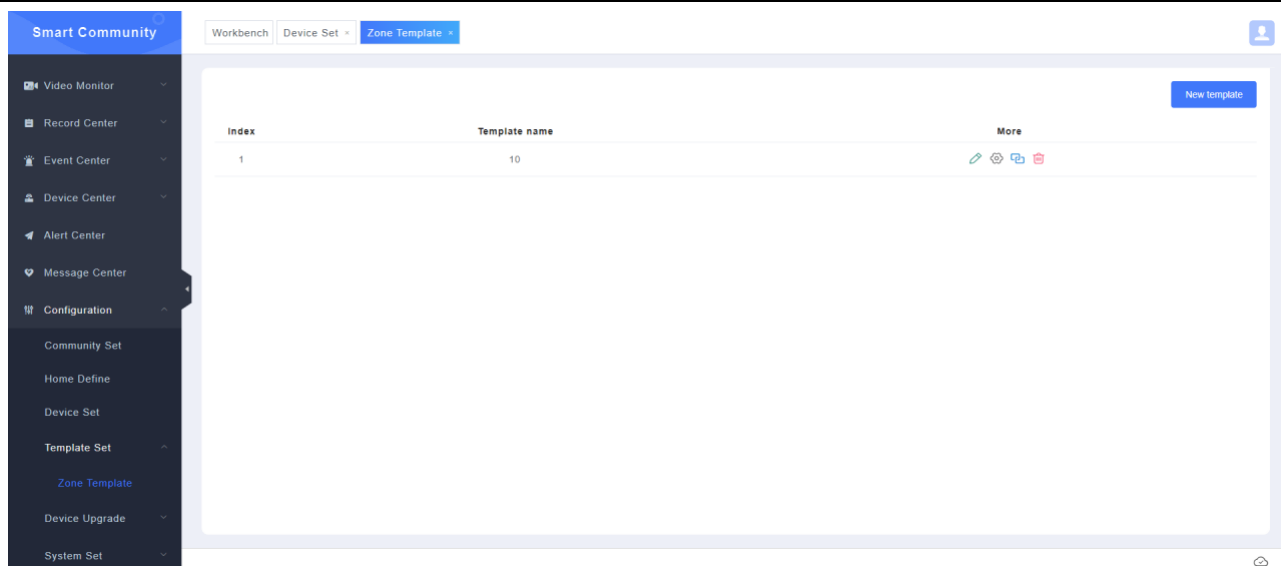 Smart Community
Workbench
Device Set ×
Zone Template ×
Video Monitor
Record Center
Event Center
Device Center
Alert Center
Message Center
Configuration
Community Set
Home Define
Device Set
Template Set
Zone Template
Device Upgrade
System Set
New template
Index Template name More
1 10